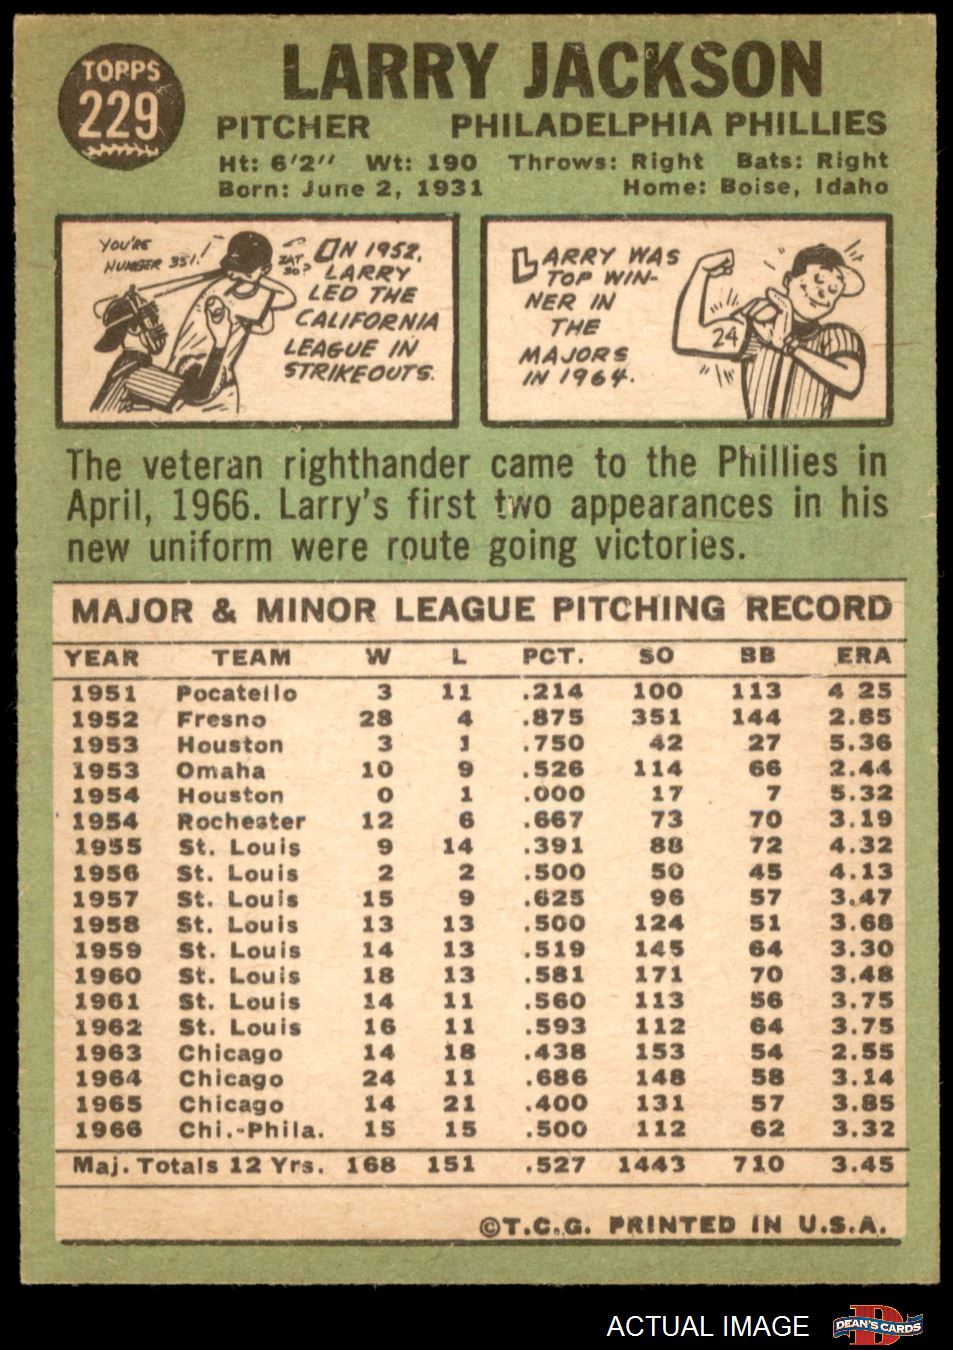 TOPPS
229
LARRY JACKSON
PITCHER PHILADELPHIA PHILLIES
Ht: 6'2" Wt: 190 Throws: Right Bats: Right
Born: June 2, 1931 Home: Boise, Idaho
YOU'RE
NUMBER 351!
ZAT
SO?
ON 1952,
LARRY
LED THE
CALIFORNIA
LEAGUE IN
STRIKEOUTS.
LARRY WAS
TOP WIN-
NER IN
THE
MAJORS
IN 1964.
24
The veteran righthander came to the Phillies in
April, 1966. Larry's first two appearances in his
new uniform were route going victories.
MAJOR & MINOR LEAGUE PITCHING RECORD
YEAR TEAM W L PCT. SO BB ERA
1951 Pocatello 3 11 .214 100 113 4 25
1952 Fresno 28 4 .875 351 144 2.85
1953 Houston 3 1 .750 42 27 5.36
1953 Omaha 10 9 .526 114 66 2.44
1954 Houston 0 1 .000 17 7 5.32
1954 Rochester 12 6 .667 73 70 3.19
1955 St. Louis 9 14 .391 88 72 4.32
1956 St. Louis 2 2 .500 50 45 4.13
1957 St. Louis 15 9 .625 96 57 3.47
1958 St. Louis 13 13 .500 124 51 3.68
1959 St. Louis 14 13 .519 145 64 3.30
1960 St. Louis 18 13 .581 171 70 3.48
1961 St. Louis 14 11 .560 113 56 3.75
1962 St. Louis 16 11 .593 112 64 3.75
1963 Chicago 14 18 .438 153 54 2.55
1964 Chicago 24 11 .686 148 58 3.14
1965 Chicago 14 21 .400 131 57 3.85
1966 Chi.-Phila. 15 15 .500 112 62 3.32
Maj. Totals 12 Yrs. 168 151 .527 1443 710 3.45
©T.C.G. PRINTED IN U.S.A.
ACTUAL IMAGE
D
DEAN'S CARDS